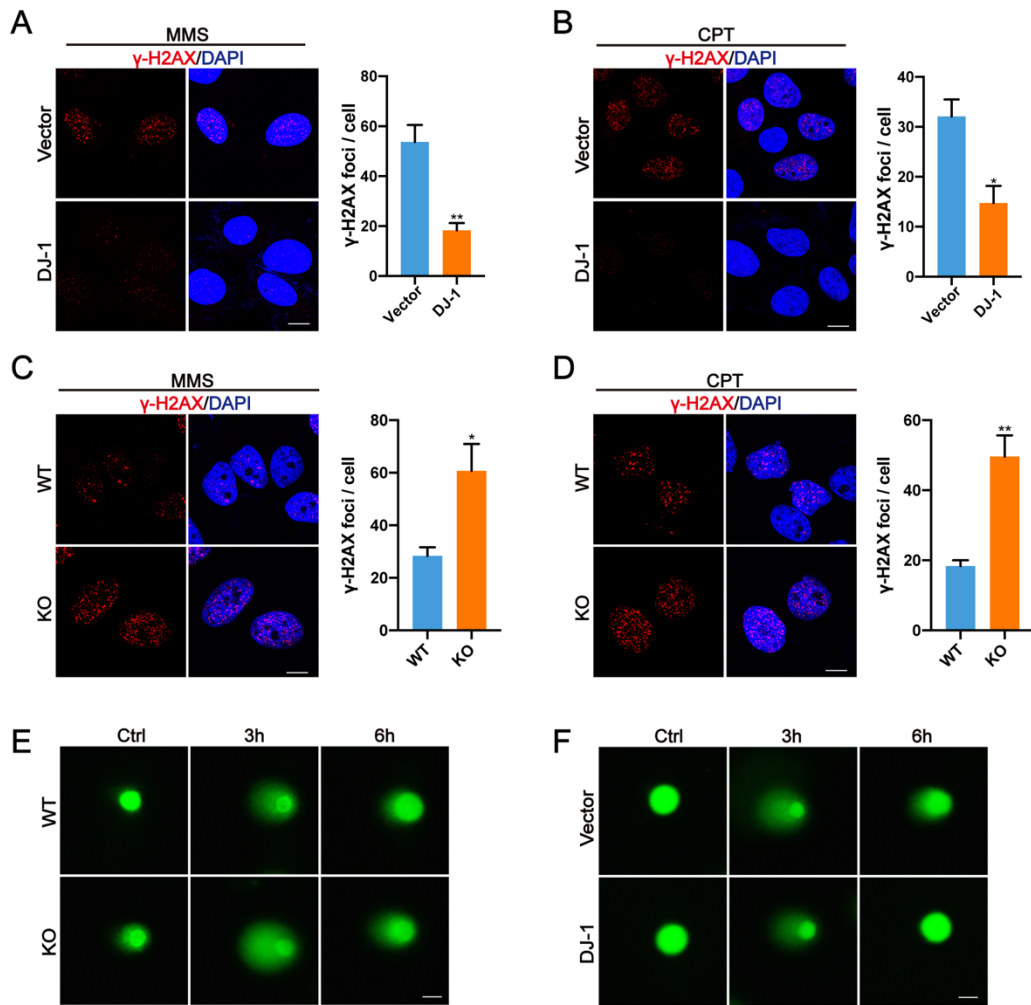 A
MMS
γ-H2AX/DAPI
Vector
DJ-1
γ-H2AX foci / cell
80
60
40
20
0
**
Vector
DJ-1
B
CPT
γ-H2AX/DAPI
Vector
DJ-1
γ-H2AX foci / cell
40
30
20
10
0
*
Vector
DJ-1
C
MMS
γ-H2AX/DAPI
WT
KO
γ-H2AX foci / cell
80
60
40
20
0
*
WT
KO
D
CPT
γ-H2AX/DAPI
WT
KO
γ-H2AX foci / cell
60
40
20
0
**
WT
KO
E
Ctrl
3h
6h
WT
KO
F
Ctrl
3h
6h
Vector
DJ-1